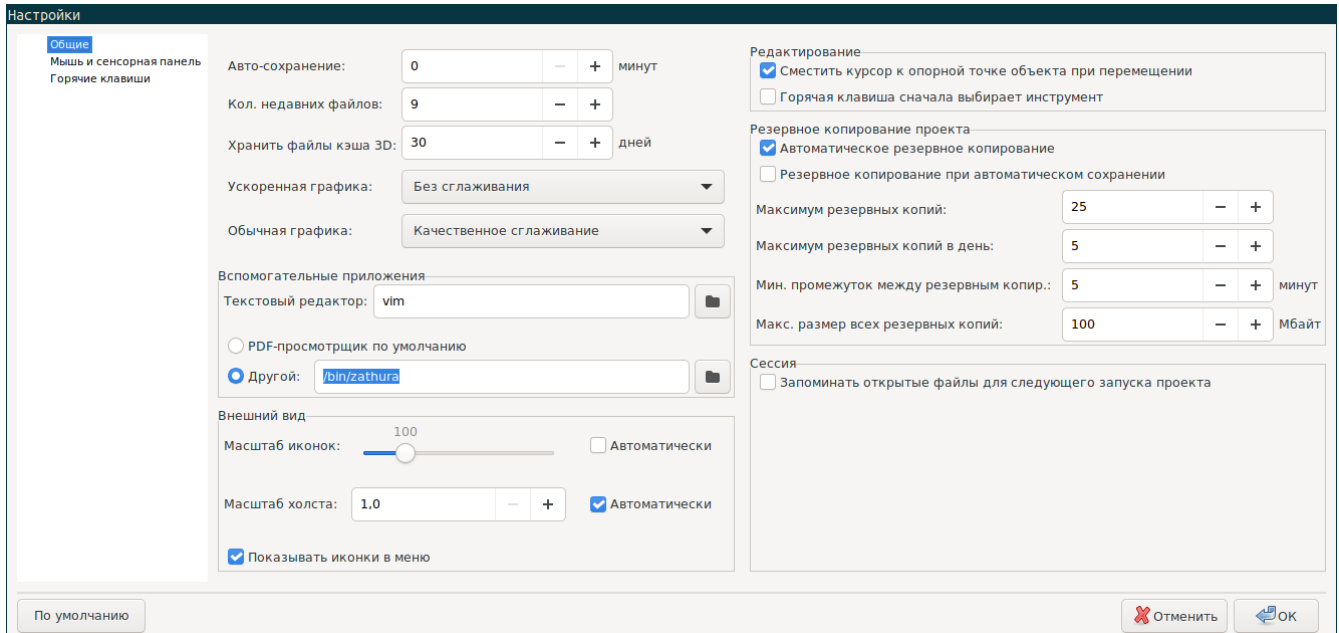 Настройки
Общие
Мышь и сенсорная панель
Горячие клавиши
Авто-сохранение: 0 минут
Кол. недавних файлов: 9
Хранить файлы кэша 3D: 30 дней
Ускоренная графика: Без сглаживания
Обычная графика: Качественное сглаживание
Вспомогательные приложения
Текстовый редактор: vim
PDF-просмотрщик по умолчанию
Другой: /bin/zathura
Внешний вид
100
Масштаб иконок: Автоматически
Масштаб холста: 1,0 Автоматически
Показывать иконки в меню
Редактирование
Сместить курсор к опорной точке объекта при перемещении
Горячая клавиша сначала выбирает инструмент
Резервное копирование проекта
Автоматическое резервное копирование
Резервное копирование при автоматическом сохранении
Максимум резервных копий: 25
Максимум резервных копий в день: 5
Мин. промежуток между резервным копир.: 5 минут
Макс. размер всех резервных копий: 100 Мбайт
Сессия
Запоминать открытые файлы для следующего запуска проекта
По умолчанию
Отменить
ОК